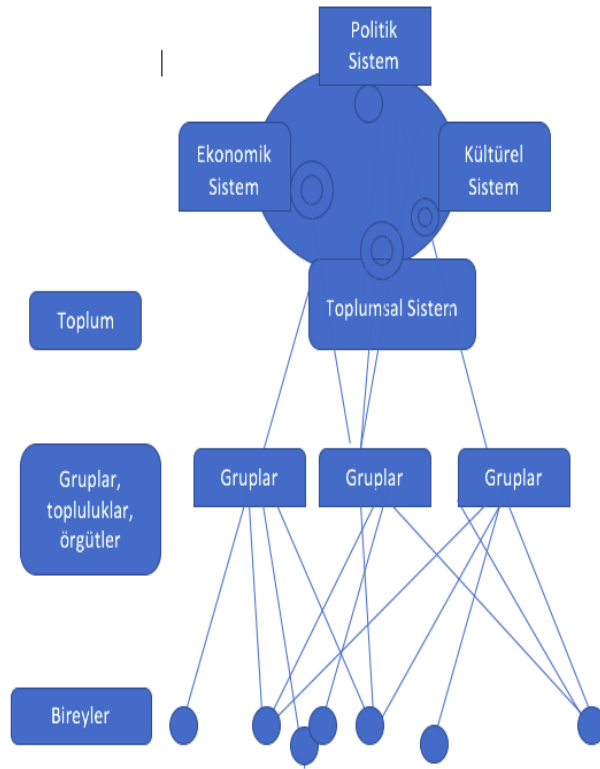 Politik
Sistem
Ekonomik
Sistem
Kültürel
Sistem
Toplum
Toplumsal Sistem
Gruplar,
topluluklar,
örgütler
Gruplar
Gruplar
Gruplar
Bireyler